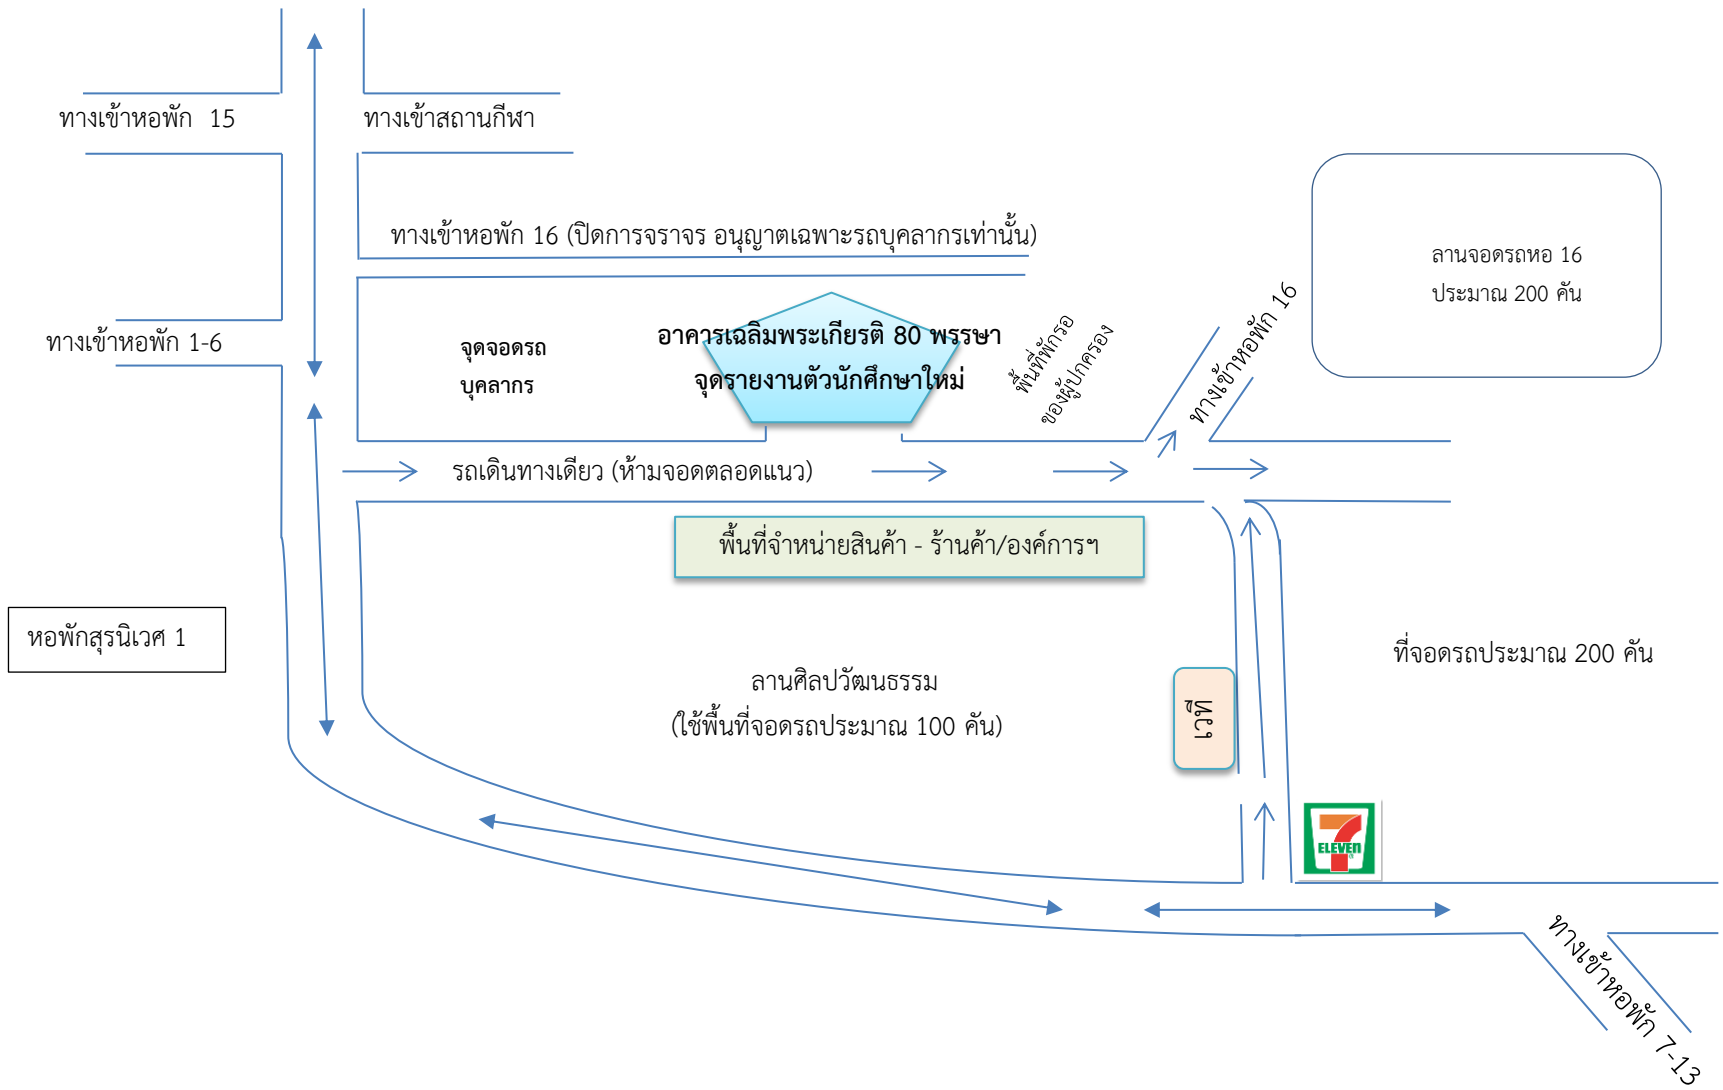 ทางเข้าหอพัก  15
ทางเข้าสถานกีฬา
ทางเข้าหอพัก 16 (ปิดการจราจร อนุญาตเฉพาะรถบุคลากรเท่านั้น)
ลานจอดรถหอ 16
ประมาณ 200 คัน
ทางเข้าหอพัก 1-6
จุดจอดรถ
บุคลากร
อาคารเฉลิมพระเกียรติ 80 พรรษา
จุดรายงานตัวนักศึกษาใหม่
พื้นที่พักรอ
ของผู้ปกครอง
ทางเข้าหอพัก 16
รถเดินทางเดียว (ห้ามจอดตลอดแนว)
พื้นที่จำหน่ายสินค้า - ร้านค้า/องค์การฯ
หอพักสุรนิเวศ 1
ลานศิลปวัฒนธรรม
(ใช้พื้นที่จอดรถประมาณ 100 คัน)
เวที
ที่จอดรถประมาณ 200 คัน
7
ELEVEN
ทางเข้าหอพัก 7-13